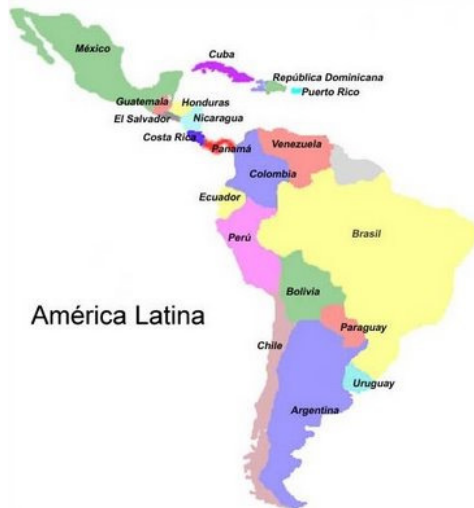 México
Cuba
República Dominicana
Puerto Rico
Guatemala
Honduras
El Salvador
Nicaragua
Costa Rica
Panamá
Venezuela
Colombia
Ecuador
Brasil
Perú
Bolivia
América Latina
Paraguay
Chile
Uruguay
Argentina